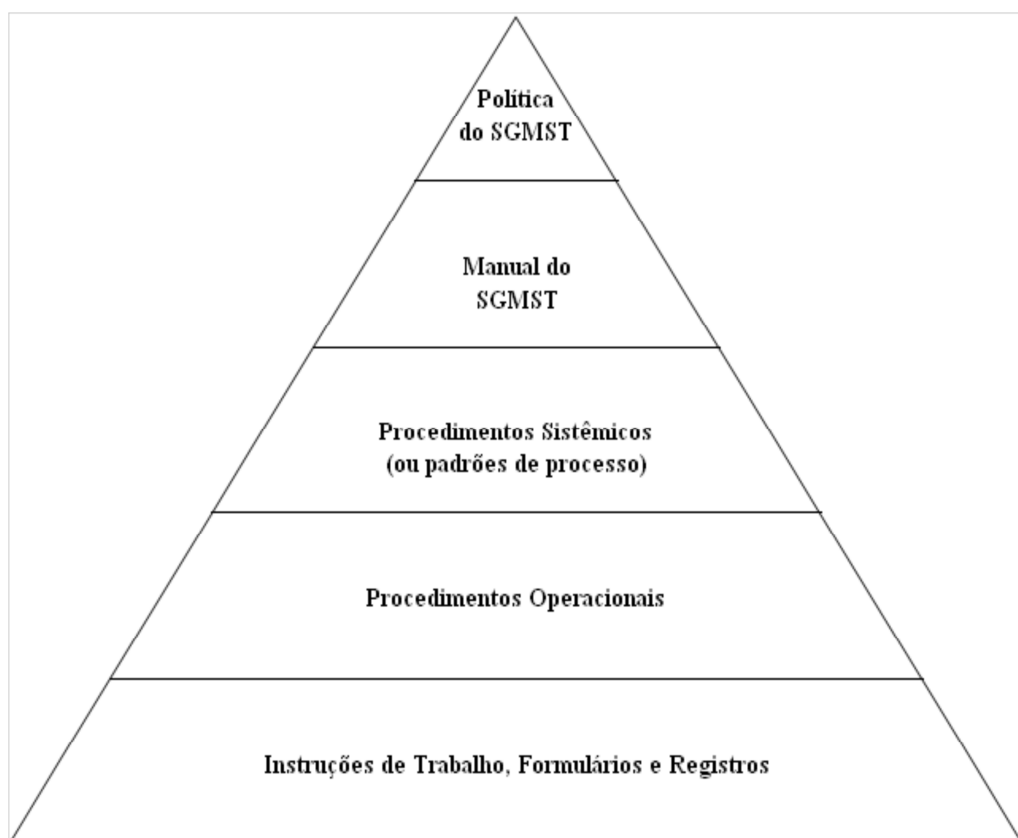 Política
do SGMST
Manual do
SGMST
Procedimentos Sistêmicos
(ou padrões de processo)
Procedimentos Operacionais
Instruções de Trabalho, Formulários e Registros